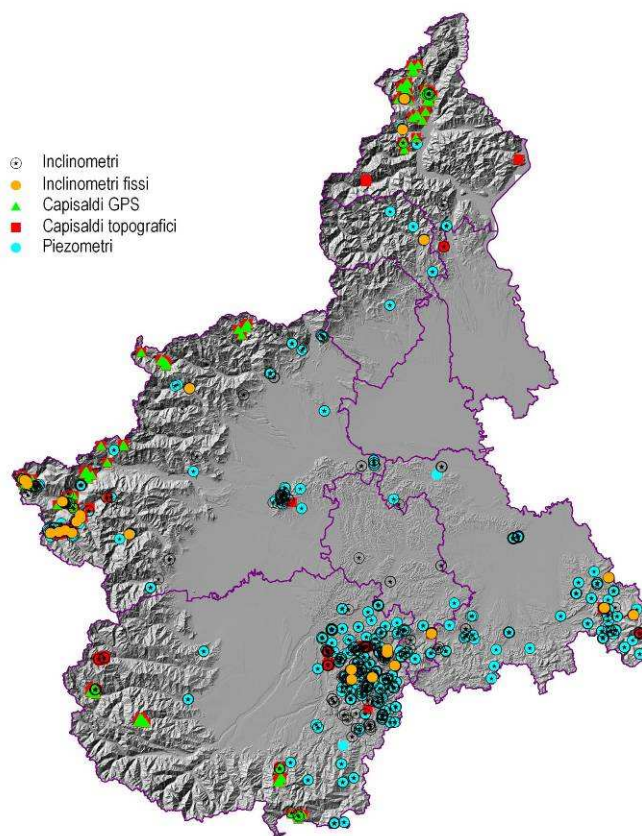 Inclinometri
Inclinometri fissi
Capisaldi GPS
Capisaldi topografici
Piezometri